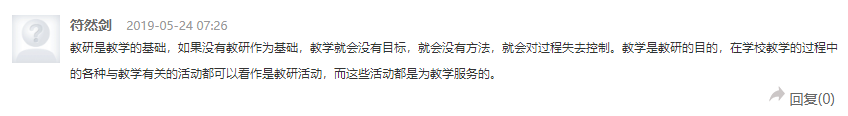 符然剑 2019-05-24 07:26
教研是教学的基础，如果没有教研作为基础，教学就会没有目标，就会没有方法，就会对过程失去控制。教学是教研的目的，在学校教学的过程中
的各种与教学有关的活动都可以看作是教研活动，而这些活动都是为教学服务的。
回复(0)